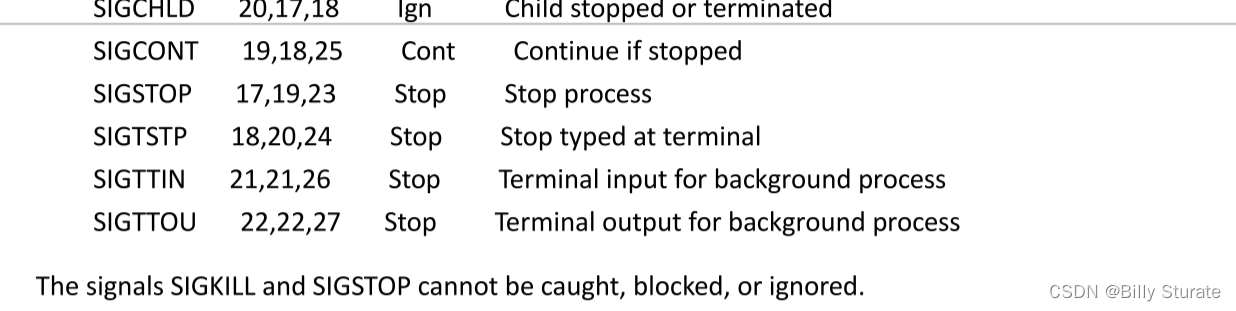 SIGCHLD 20,17,18 Ign Child stopped or terminated
SIGCONT 19,18,25 Cont Continue if stopped
SIGSTOP 17,19,23 Stop Stop process
SIGTSTP 18,20,24 Stop Stop typed at terminal
SIGTTIN 21,21,26 Stop Terminal input for background process
SIGTTOU 22,22,27 Stop Terminal output for background process
The signals SIGKILL and SIGSTOP cannot be caught, blocked, or ignored.
CSDN @Billy Sturate